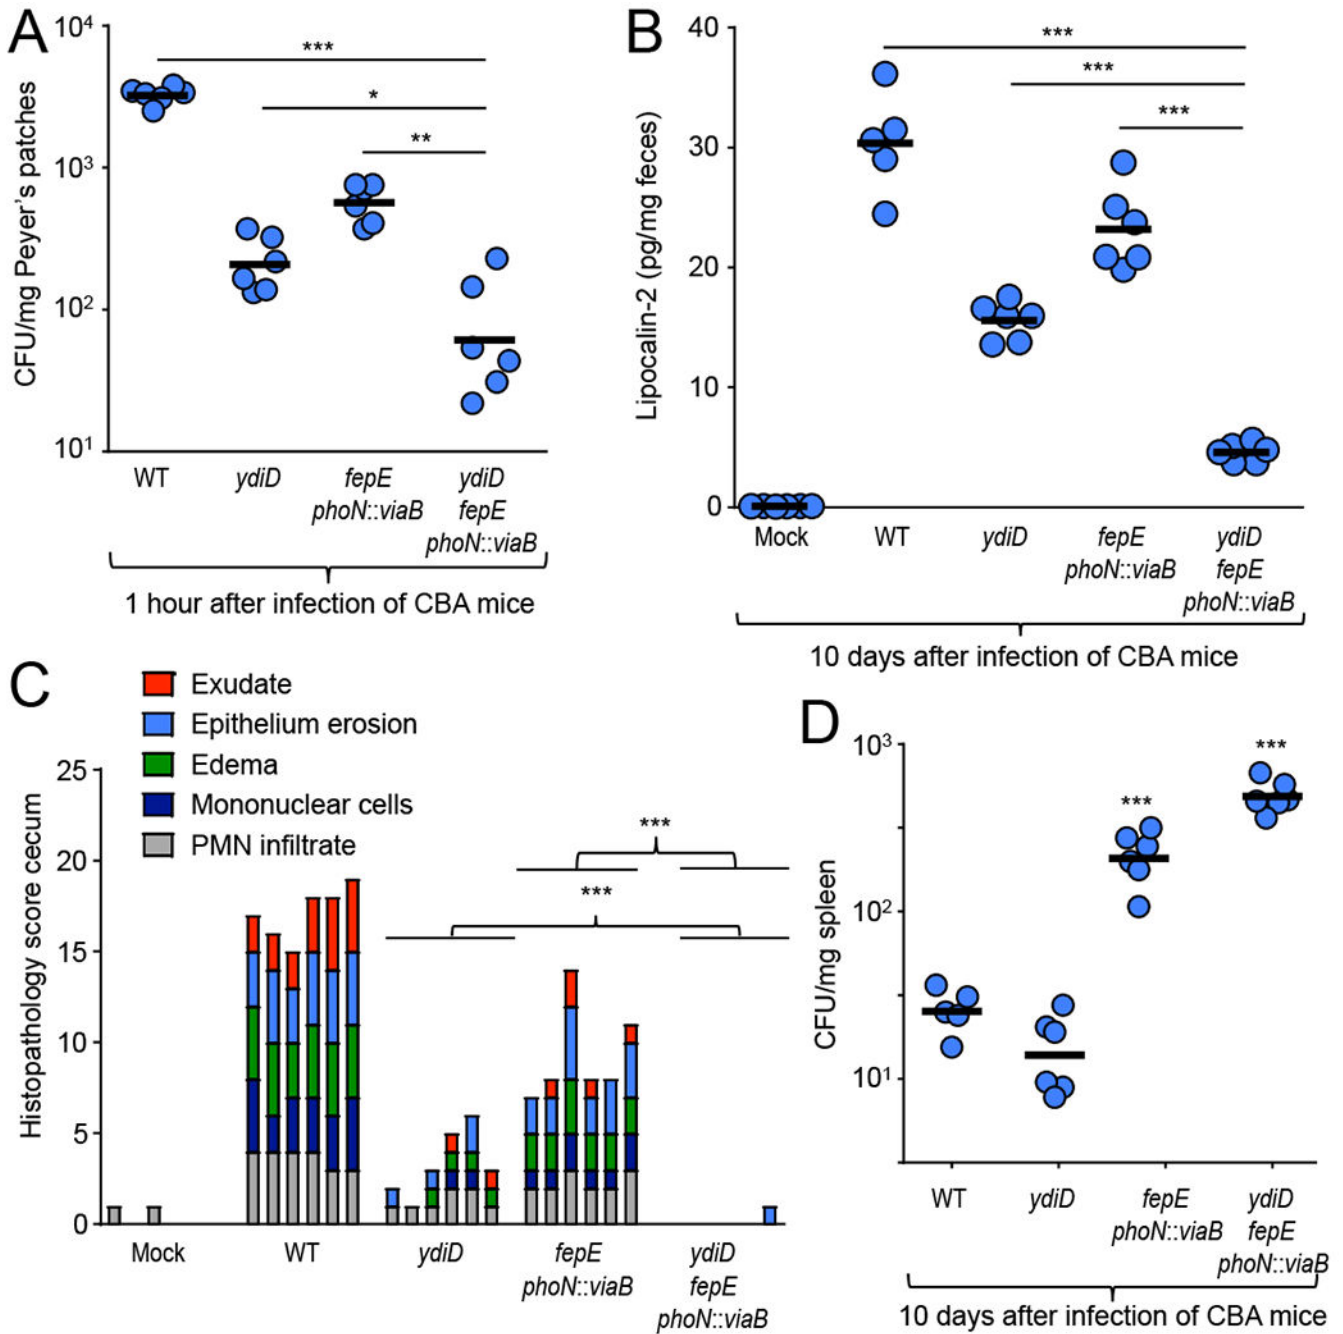 A
10⁴
10³
10²
10¹
CFU/mg Peyer's patches
***
*
**
WT
ydiD
fepE
phoN::viaB
ydiD
fepE
phoN::viaB
1 hour after infection of CBA mice
B
40
30
20
10
0
Lipocalin-2 (pg/mg feces)
***
***
***
Mock
WT
ydiD
fepE
phoN::viaB
ydiD
fepE
phoN::viaB
10 days after infection of CBA mice
C
Exudate
Epithelium erosion
Edema
Mononuclear cells
PMN infiltrate
25
20
15
10
5
0
Histopathology score cecum
***
***
Mock
WT
ydiD
fepE
phoN::viaB
ydiD
fepE
phoN::viaB
D
10³
10²
10¹
CFU/mg spleen
***
***
WT
ydiD
fepE
phoN::viaB
ydiD
fepE
phoN::viaB
10 days after infection of CBA mice